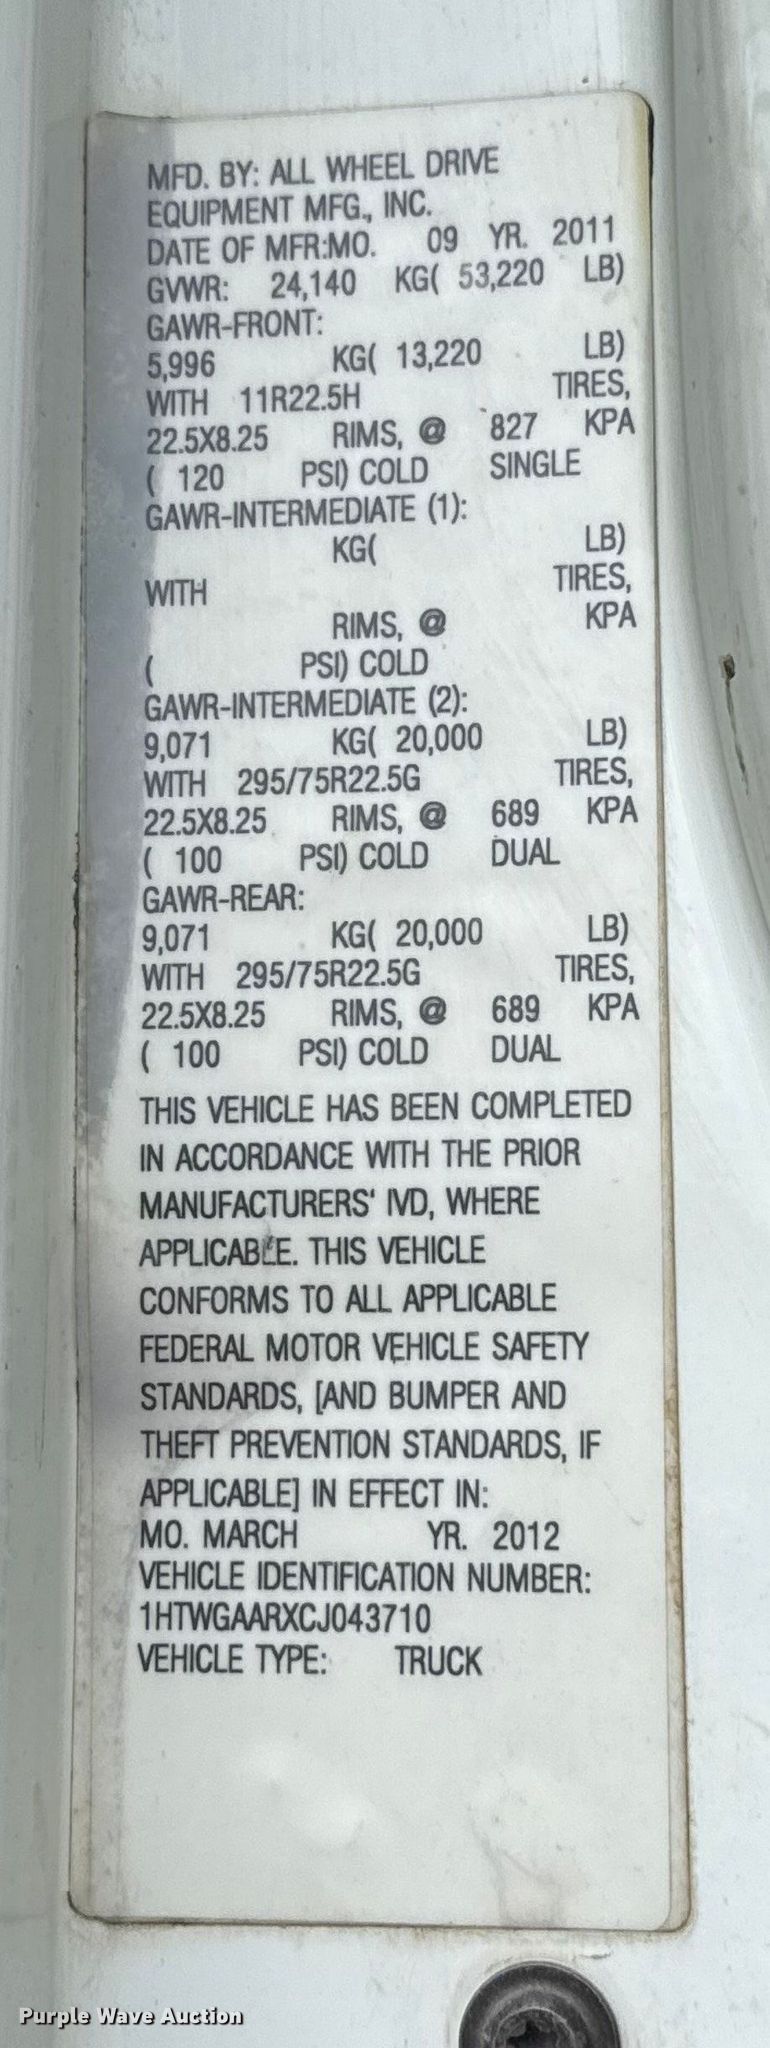 MFD. BY: ALL WHEEL DRIVE
EQUIPMENT MFG., INC.
DATE OF MFR:MO. 09 YR. 2011
GVWR: 24,140 KG( 53,220 LB)
GAWR-FRONT:
5,996 KG( 13,220 LB)
WITH 11R22.5H TIRES,
22.5X8.25 RIMS, @ 827 KPA
( 120 PSI) COLD SINGLE
GAWR-INTERMEDIATE (1):
KG( LB)
WITH TIRES,
RIMS, @ KPA
( PSI) COLD
GAWR-INTERMEDIATE (2):
9,071 KG( 20,000 LB)
WITH 295/75R22.5G TIRES,
22.5X8.25 RIMS, @ 689 KPA
( 100 PSI) COLD DUAL
GAWR-REAR:
9,071 KG( 20,000 LB)
WITH 295/75R22.5G TIRES,
22.5X8.25 RIMS, @ 689 KPA
( 100 PSI) COLD DUAL
THIS VEHICLE HAS BEEN COMPLETED
IN ACCORDANCE WITH THE PRIOR
MANUFACTURERS' IVD, WHERE
APPLICABLE. THIS VEHICLE
CONFORMS TO ALL APPLICABLE
FEDERAL MOTOR VEHICLE SAFETY
STANDARDS, [AND BUMPER AND
THEFT PREVENTION STANDARDS, IF
APPLICABLE] IN EFFECT IN:
MO. MARCH YR. 2012
VEHICLE IDENTIFICATION NUMBER:
1HTWGAARXCJ043710
VEHICLE TYPE: TRUCK
Purple Wave Auction